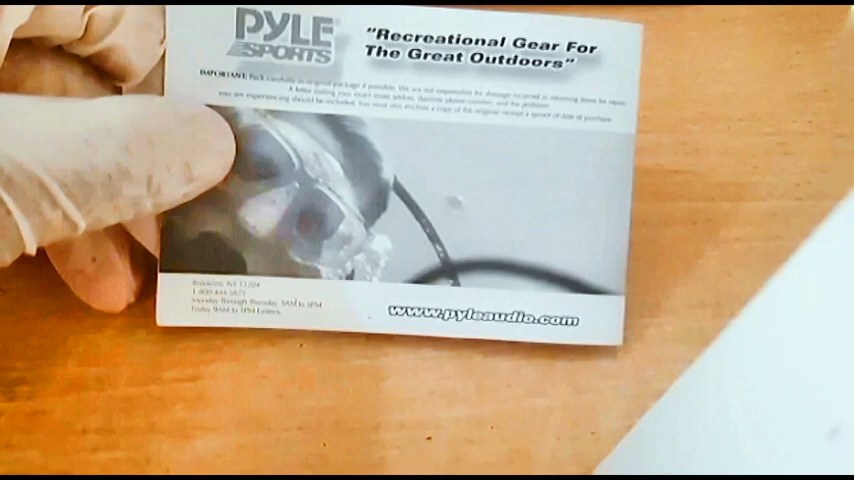 PYLE®
SPORTS
"Recreational Gear For
The Great Outdoors"
IMPORTANT: Pack carefully in original package if possible. We are not responsible for damage incurred in returning items for repair.
A letter stating your exact street address, daytime phone number, and the problem
you are experiencing should be included. You must also enclose a copy of the original receipt a proof of date of purchase
Brooklyn, NY 11204
1-800-444-5877
Monday through Thursday 9AM to 5PM
Friday 9AM to 1PM Eastern.
www.pyleaudio.com